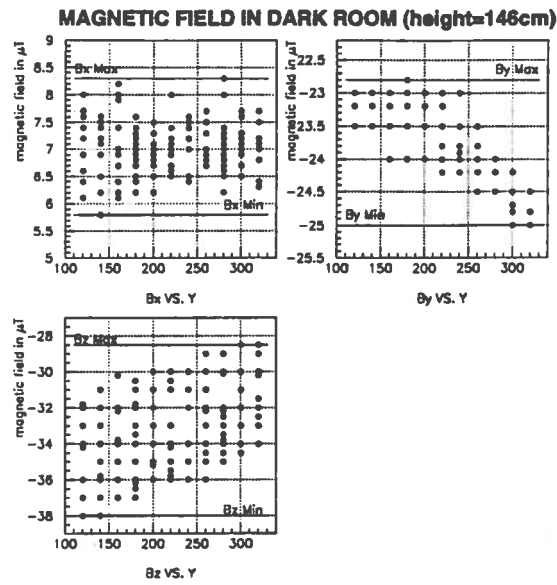 MAGNETIC FIELD IN DARK ROOM (height=146cm)
magnetic field in μT
9
8.5
8
7.5
7
6.5
6
5.5
5
Bx Max
Bx Min
100 150 200 250 300
Bx VS. Y
magnetic field in μT
-22.5
-23
-23.5
-24
-24.5
-25
-25.5
By Max
By Min
100 150 200 250 300
By VS. Y
magnetic field in μT
-28
-30
-32
-34
-36
-38
Bz Max
Bz Min
100 150 200 250 300
Bz VS. Y